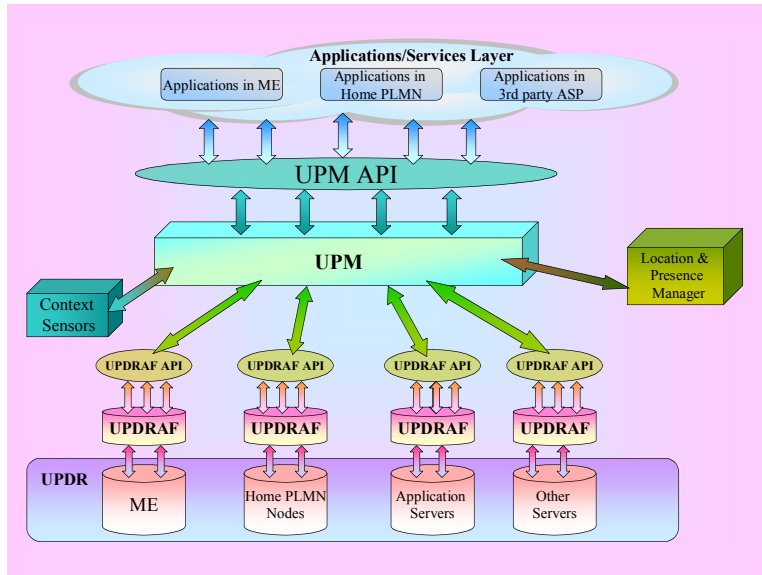 Applications/Services Layer
Applications in ME
Applications in
Home PLMN
Applications in
3rd party ASP
UPM API
UPM
Location &
Presence
Manager
Context
Sensors
UPDRAF API
UPDRAF API
UPDRAF API
UPDRAF API
UPDRAF
UPDRAF
UPDRAF
UPDRAF
UPDR
ME
Home PLMN
Nodes
Application
Servers
Other
Servers